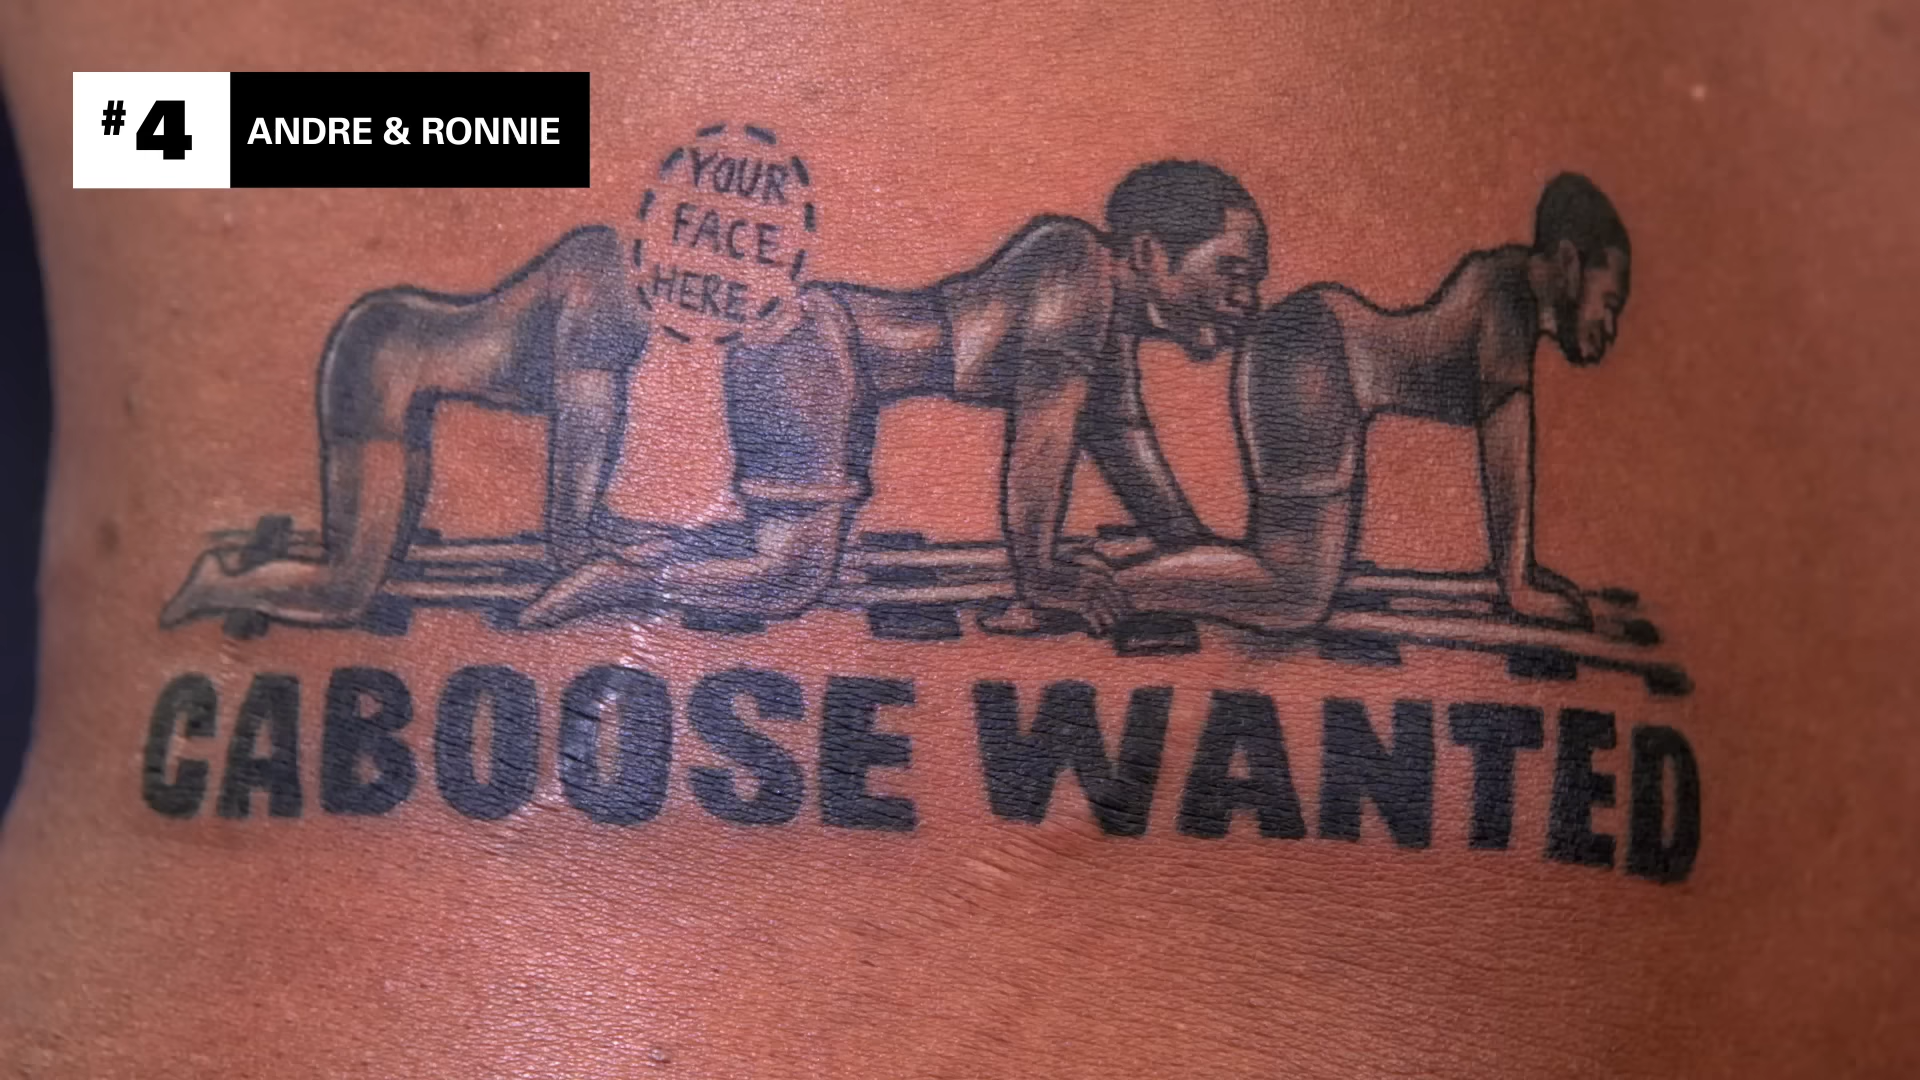 #4 ANDRE & RONNIE
YOUR
FACE
HERE
CABOOSE WANTED